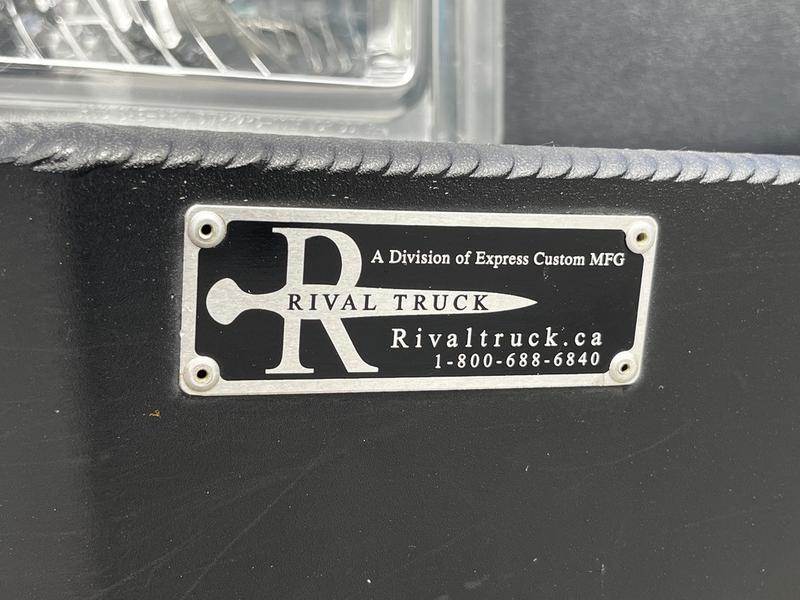 A Division of Express Custom MFG
R
RIVAL TRUCK
Rivaltruck.ca
1-800-688-6840